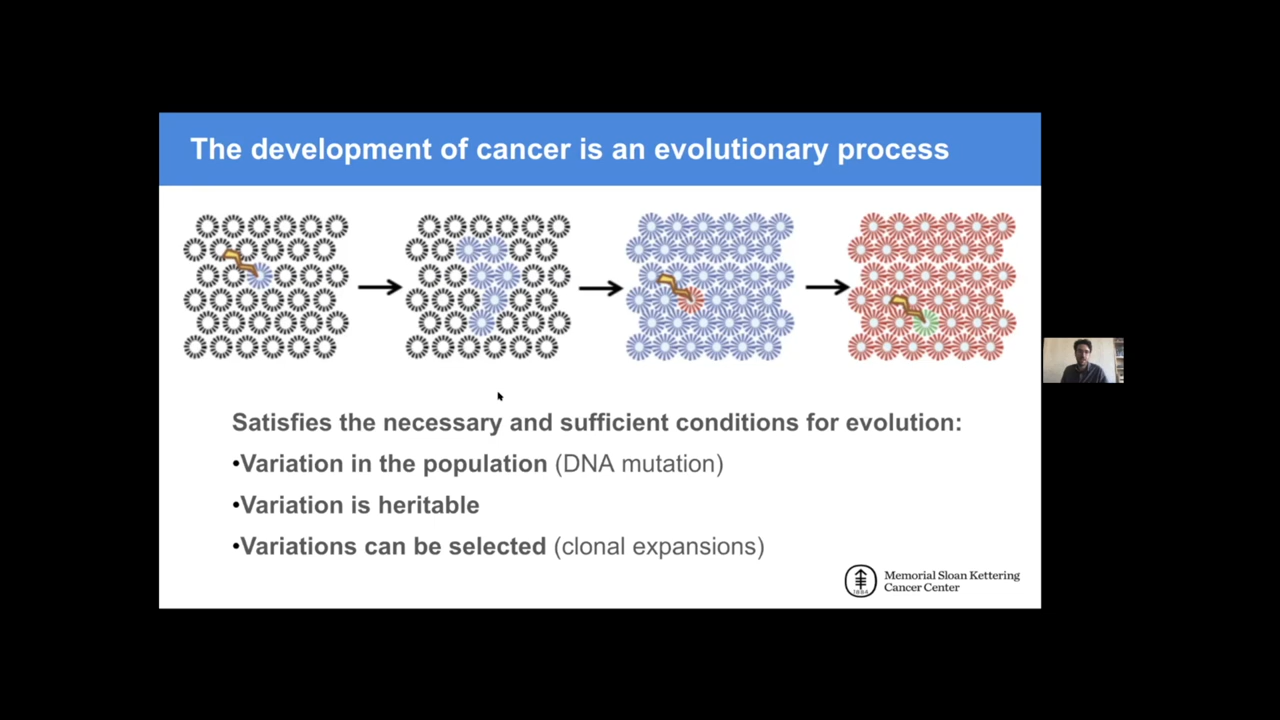 The development of cancer is an evolutionary process
Satisfies the necessary and sufficient conditions for evolution:
•Variation in the population (DNA mutation)
•Variation is heritable
•Variations can be selected (clonal expansions)
Memorial Sloan Kettering
Cancer Center
1884